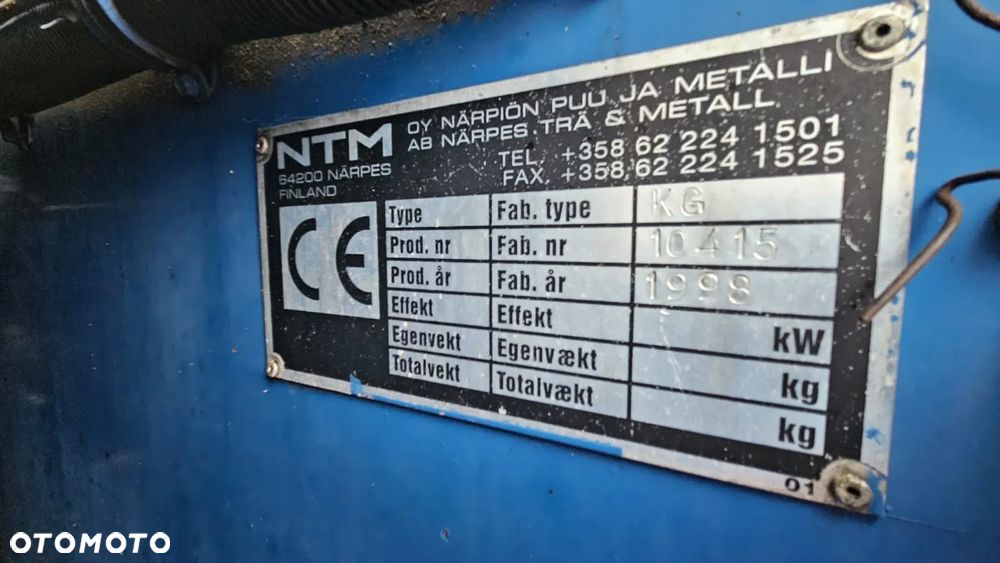 NTM
OY NÄRPIÖN PUU JA METALLI
AB NÄRPES TRÄ & METALL
64200 NÄRPES
FINLAND
TEL. +358 62 224 1501
FAX. +358 62 224 1525
CE
Type Fab. type KG
Prod. nr Fab. nr 10415
Prod. år Fab. år 1998
Effekt Effekt kW
Egenvekt Egenvækt kg
Totalvekt Totalvækt kg
01
OTOMOTO